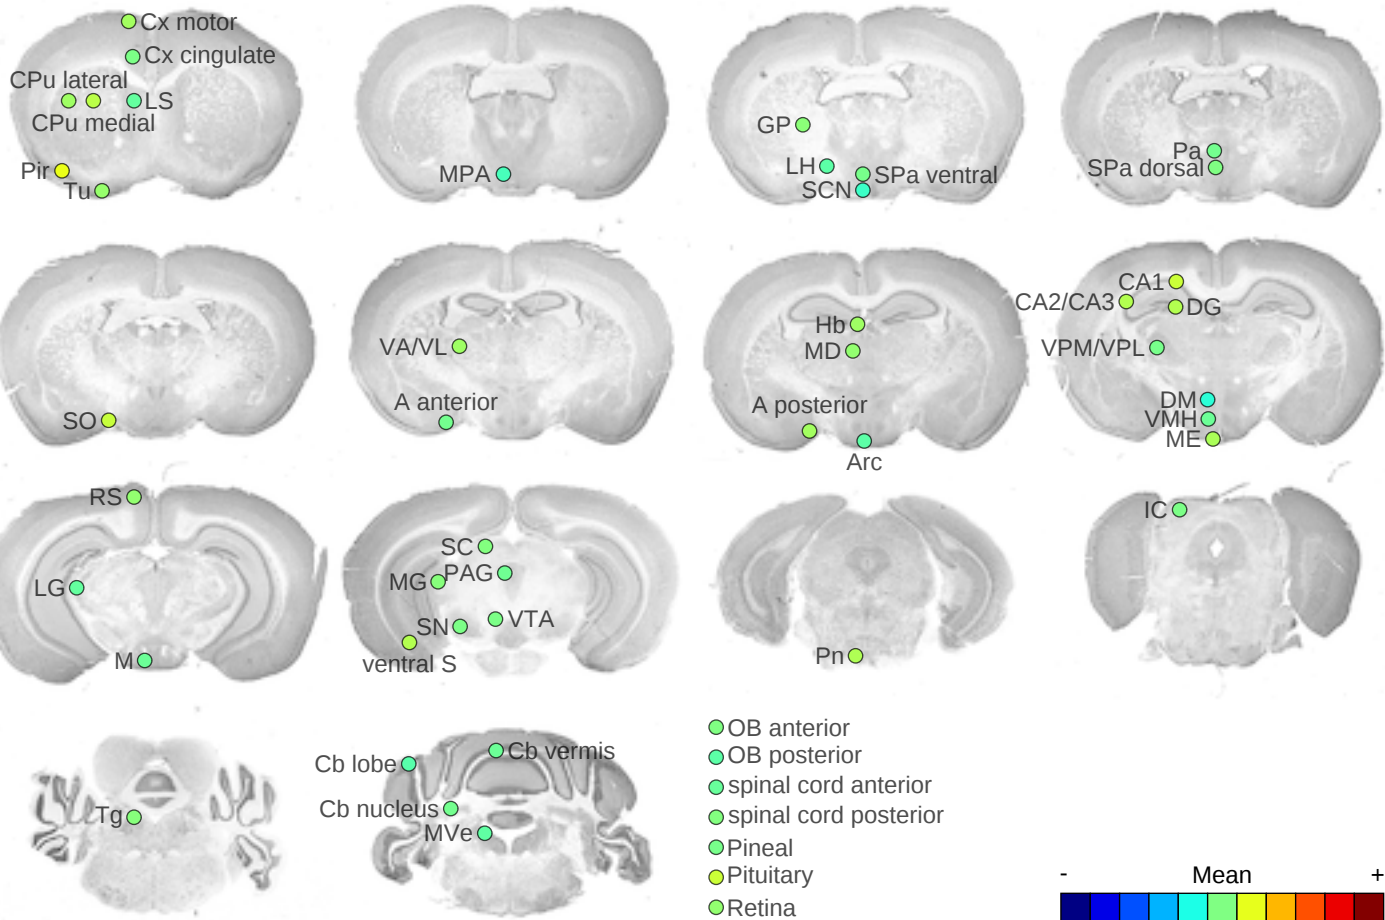 Cx motor
Cx cingulate
CPu lateral
LS
CPu medial
Pir
Tu
MPA
GP
LH
SPa ventral
SCN
Pa
SPa dorsal
SO
VA/VL
A anterior
Hb
MD
A posterior
Arc
CA1
CA2/CA3
DG
VPM/VPL
DM
VMH
ME
RS
LG
M
SC
MG
PAG
SN
VTA
ventral S
Pn
IC
Tg
Cb vermis
Cb lobe
Cb nucleus
MVe
OB anterior
OB posterior
spinal cord anterior
spinal cord posterior
Pineal
Pituitary
Retina
- Mean +